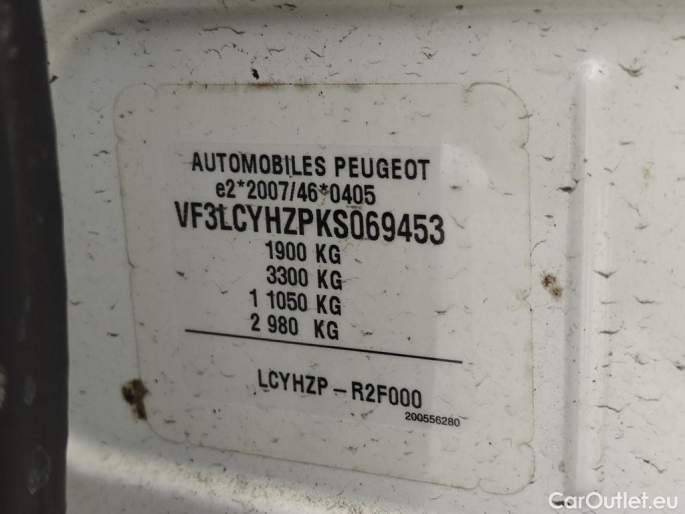 AUTOMOBILES PEUGEOT
e2*2007/46*0405
VF3LCYHZPKS069453
1900 KG
3300 KG
1 1050 KG
2 980 KG
LCYHZP – R2F000
200556280
CarOutlet.eu